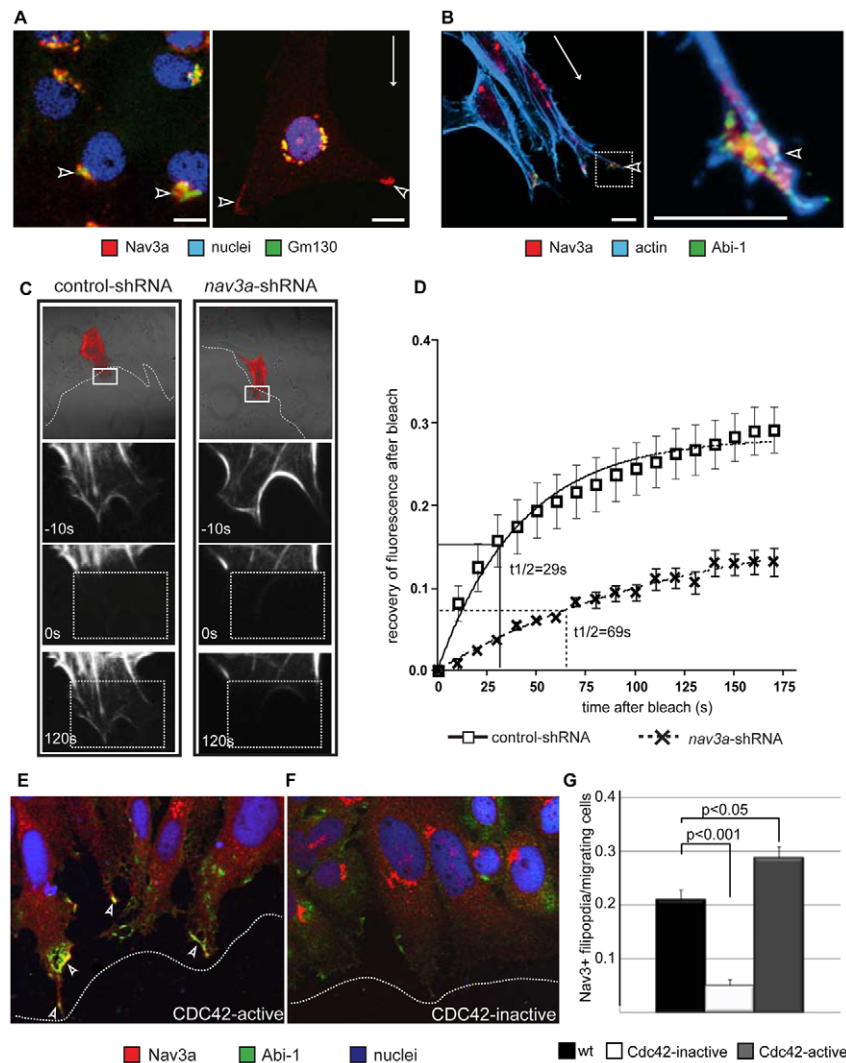 A
B
Nav3a nuclei Gm130
Nav3a actin Abi-1
C
control-shRNA nav3a-shRNA
-10s -10s
0s 0s
120s 120s
D
recovery of fluorescence after bleach
0.4
0.3
0.2
0.1
0.0
t1/2=29s
t1/2=69s
0 25 50 75 100 125 150 175
time after bleach (s)
control-shRNA nav3a-shRNA
E
CDC42-active
F
CDC42-inactive
Nav3a Abi-1 nuclei
G
Nav3+ filipopdia/migrating cells
0.4
0.3
0.2
0.1
p<0.05
p<0.001
wt Cdc42-inactive Cdc42-active